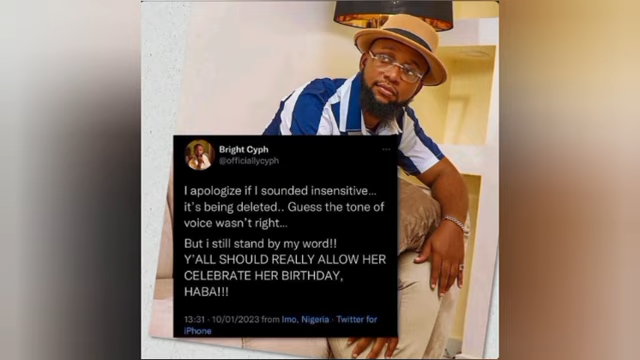 Bright Cyph
@officiallycyph
I apologize if I sounded insensitive...
it's being deleted.. Guess the tone of
voice wasn't right...
But i still stand by my word!!
Y'ALL SHOULD REALLY ALLOW HER
CELEBRATE HER BIRTHDAY,
HABA!!!
13:31 · 10/01/2023 from Imo, Nigeria · Twitter for
iPhone